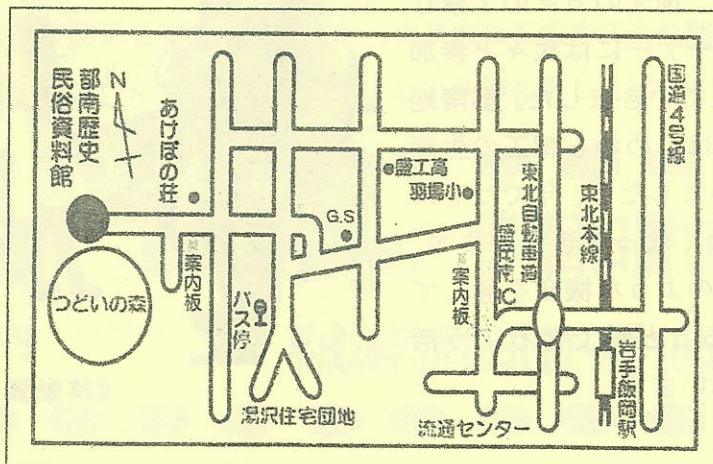 都南歴史
民俗資料館
N
あけぼの荘
つどいの森
案内板
バス停
G.S
湯沢住宅団地
盛工高
羽場小
案内板
盛岡南IC
東北自動車道
流通センター
東北本線
岩手飯岡駅
国道4号線